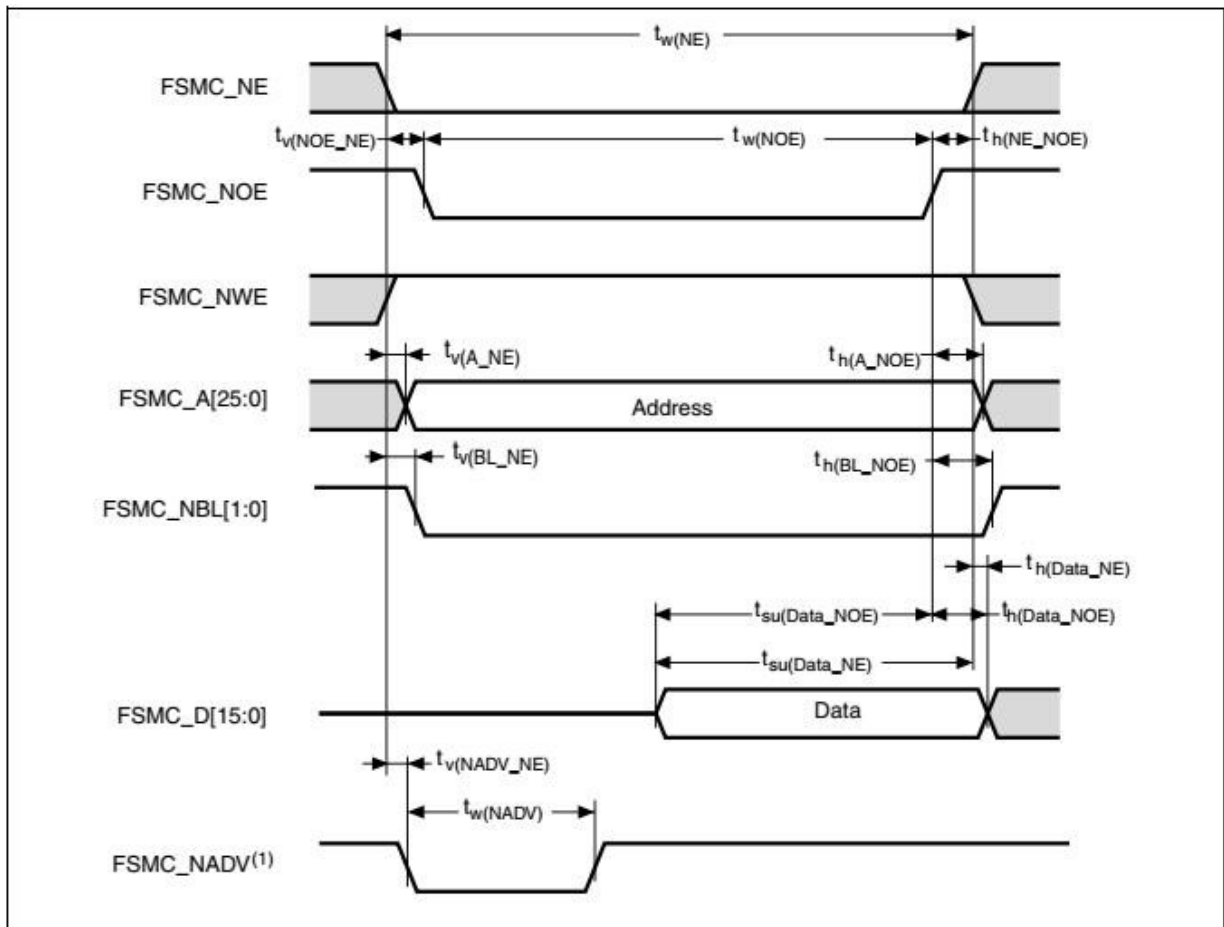 tw(NE)
FSMC_NE
tv(NOE_NE) tw(NOE) th(NE_NOE)
FSMC_NOE
FSMC_NWE
tv(A_NE) th(A_NOE)
FSMC_A[25:0] Address
tv(BL_NE) th(BL_NOE)
FSMC_NBL[1:0]
th(Data_NE)
tsu(Data_NOE) th(Data_NOE)
tsu(Data_NE)
FSMC_D[15:0] Data
tv(NADV_NE)
tw(NADV)
FSMC_NADV(1)